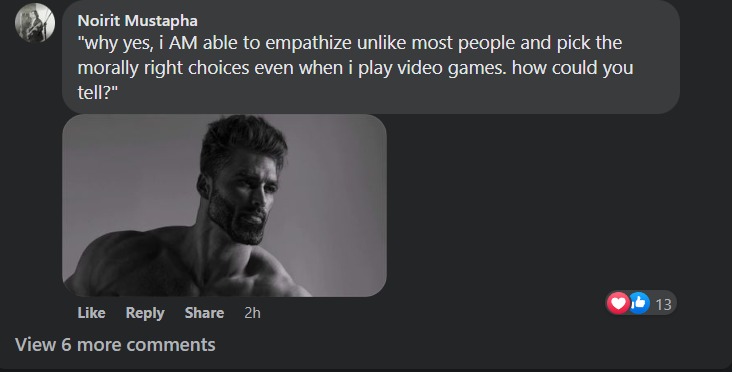 Noirit Mustapha
"why yes, i AM able to empathize unlike most people and pick the
morally right choices even when i play video games. how could you
tell?"
Like Reply Share 2h
13
View 6 more comments